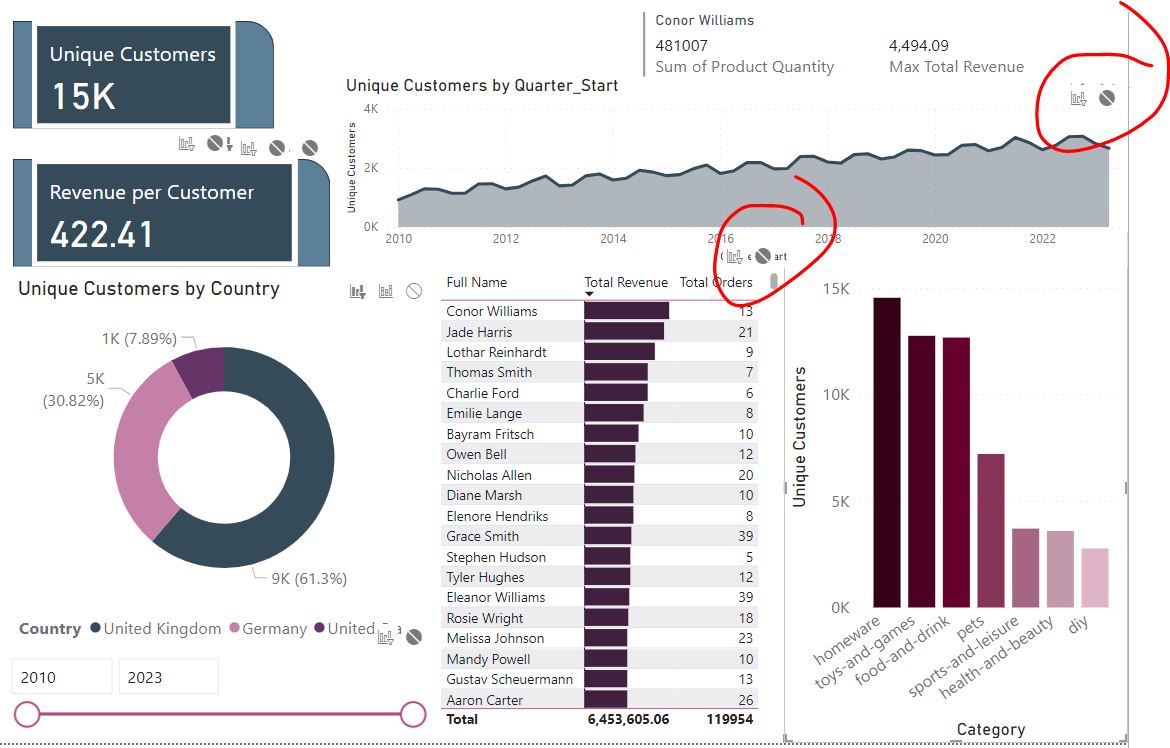 Unique Customers
15K
Revenue per Customer
422.41
Conor Williams
481007
Sum of Product Quantity
4,494.09
Max Total Revenue
Unique Customers by Quarter_Start
Unique Customers
4K
2K
0K
2010 2012 2014 2016 2018 2020 2022
Unique Customers by Country
1K (7.89%)
5K
(30.82%)
9K (61.3%)
Country United Kingdom Germany United
2010 2023
Full Name Total Revenue Total Orders
Conor Williams 13
Jade Harris 21
Lothar Reinhardt 9
Thomas Smith 7
Charlie Ford 6
Emilie Lange 8
Bayram Fritsch 10
Owen Bell 12
Nicholas Allen 20
Diane Marsh 10
Elenore Hendriks 8
Grace Smith 39
Stephen Hudson 5
Tyler Hughes 12
Eleanor Williams 39
Rosie Wright 18
Melissa Johnson 23
Mandy Powell 10
Gustav Scheuermann 13
Aaron Carter 26
Total 6,453,605.06 119954
Unique Customers
15K
10K
5K
0K
homeware
toys-and-games
food-and-drink
pets
sports-and-leisure
health-and-beauty
diy
Category